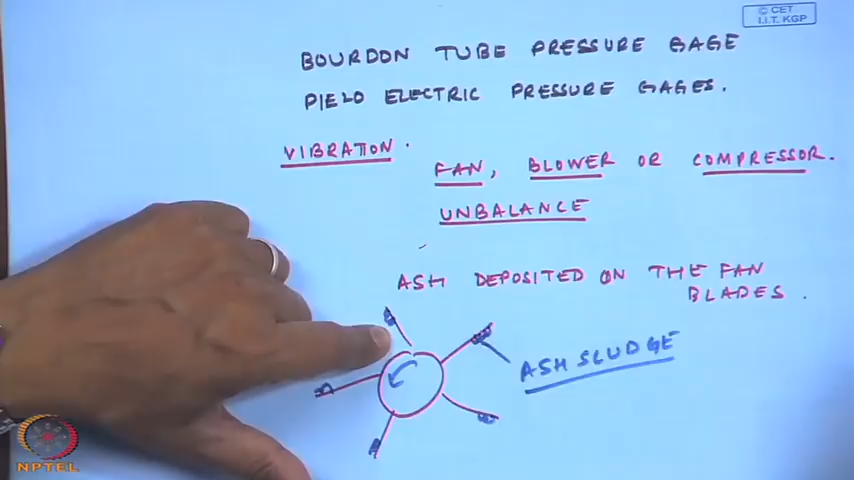 © CET
I.I.T. KGP
BOURDON TUBE PRESSURE GAGE
PIELO ELECTRIC PRESSURE GAGES.
VIBRATION.
FAN, BLOWER OR COMPRESSOR.
UNBALANCE
ASH DEPOSITED ON THE FAN
BLADES.
ASH SLUDGE
NPTEL